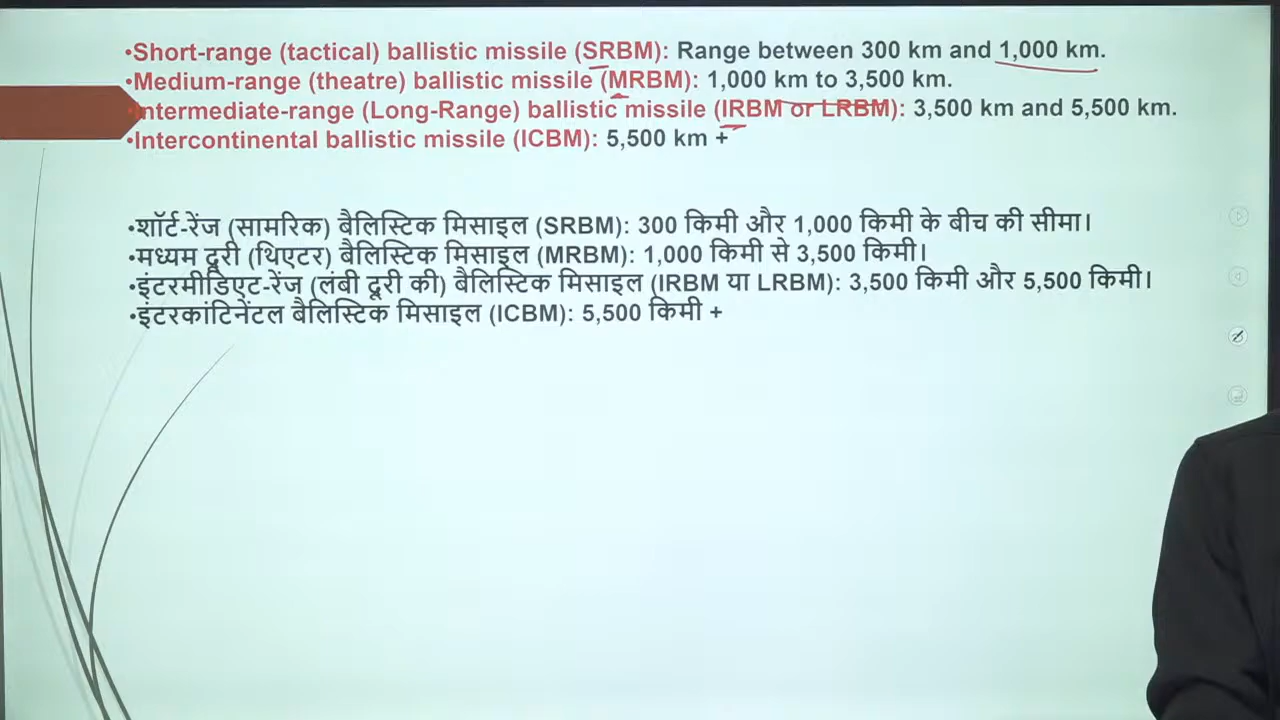 •Short-range (tactical) ballistic missile (SRBM): Range between 300 km and 1,000 km.
•Medium-range (theatre) ballistic missile (MRBM): 1,000 km to 3,500 km.
•Intermediate-range (Long-Range) ballistic missile (IRBM or LRBM): 3,500 km and 5,500 km.
•Intercontinental ballistic missile (ICBM): 5,500 km +
•शॉर्ट-रेंज (सामरिक) बैलिस्टिक मिसाइल (SRBM): 300 किमी और 1,000 किमी के बीच की सीमा।
•मध्यम दूरी (थिएटर) बैलिस्टिक मिसाइल (MRBM): 1,000 किमी से 3,500 किमी।
•इंटरमीडिएट-रेंज (लंबी दूरी की) बैलिस्टिक मिसाइल (IRBM या LRBM): 3,500 किमी और 5,500 किमी।
•इंटरकांटिनेंटल बैलिस्टिक मिसाइल (ICBM): 5,500 किमी +